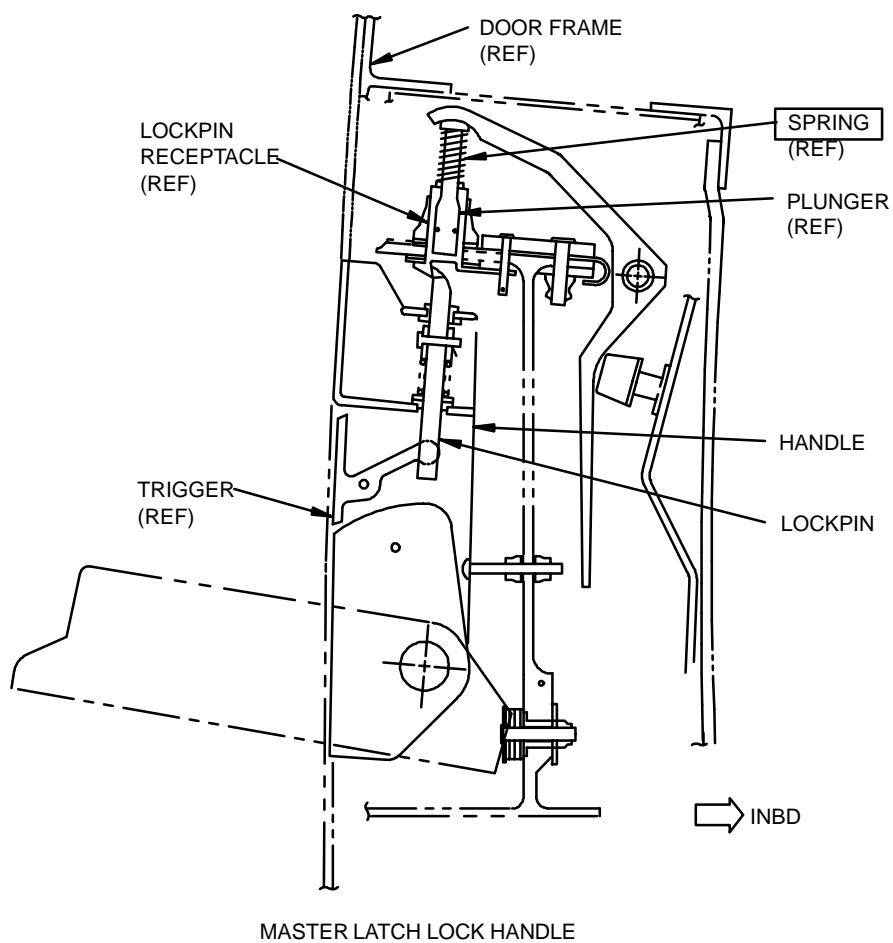 DOOR FRAME
(REF)
LOCKPIN
RECEPTACLE
(REF)
SPRING
(REF)
PLUNGER
(REF)
HANDLE
TRIGGER
(REF)
LOCKPIN
INBD
MASTER LATCH LOCK HANDLE